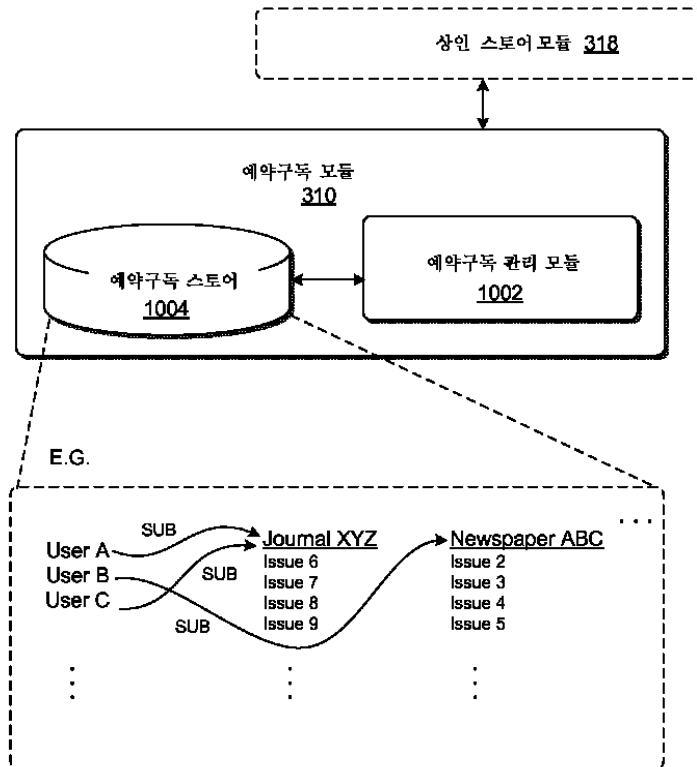 상인 스토어 모듈 318
예약구독 모듈
310
예약구독 스토어
1004
예약구독 관리 모듈
1002
E.G.
SUB
User A
User B
User C
SUB
SUB
Journal XYZ
Issue 6
Issue 7
Issue 8
Issue 9
Newspaper ABC
Issue 2
Issue 3
Issue 4
Issue 5